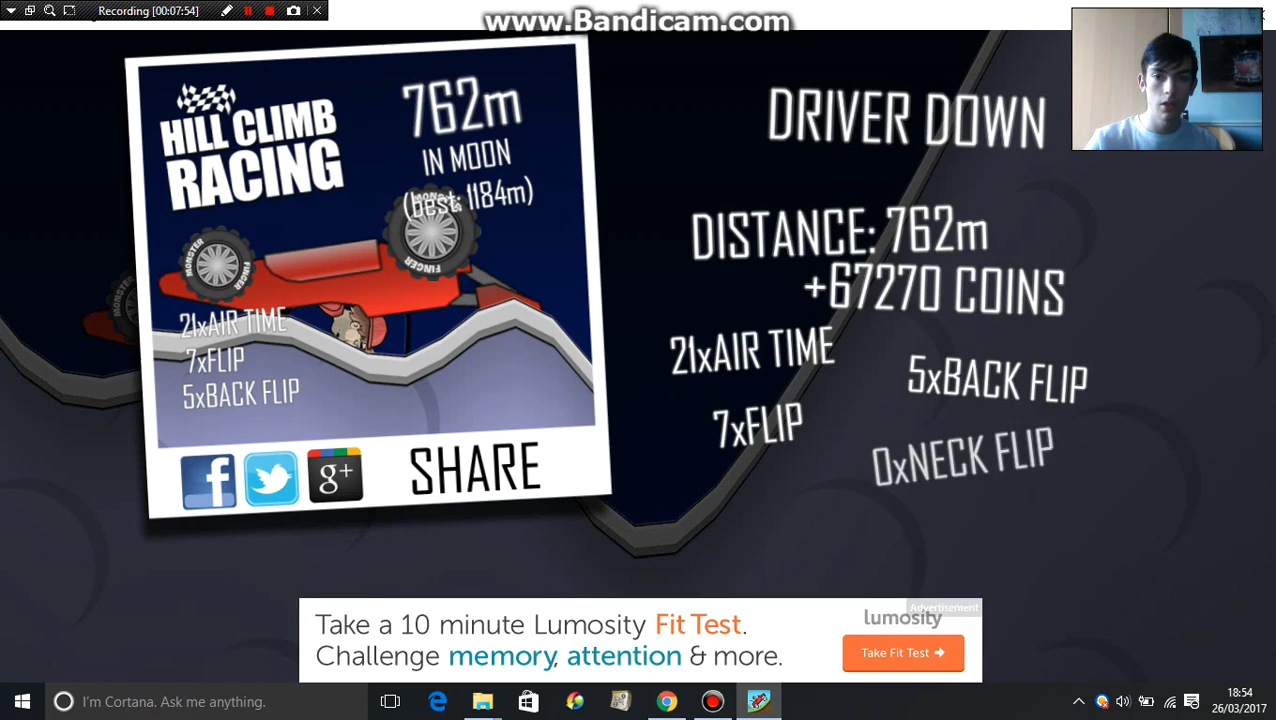 Recording [00:07:54]
www.Bandicam.com
HILL CLIMB
RACING
762m
IN MOON
(best: 1184m)
MONSTER
FINGER
MONSTER
FINGER
21xAIR TIME
7xFLIP
5xBACK FLIP
f
g+
SHARE
DRIVER DOWN
DISTANCE: 762m
+67270 COINS
21xAIR TIME
5xBACK FLIP
7xFLIP
0xNECK FLIP
Advertisement
Take a 10 minute Lumosity Fit Test.
Challenge memory, attention & more.
lumosity
Take Fit Test
I'm Cortana. Ask me anything.
18:54
26/03/2017